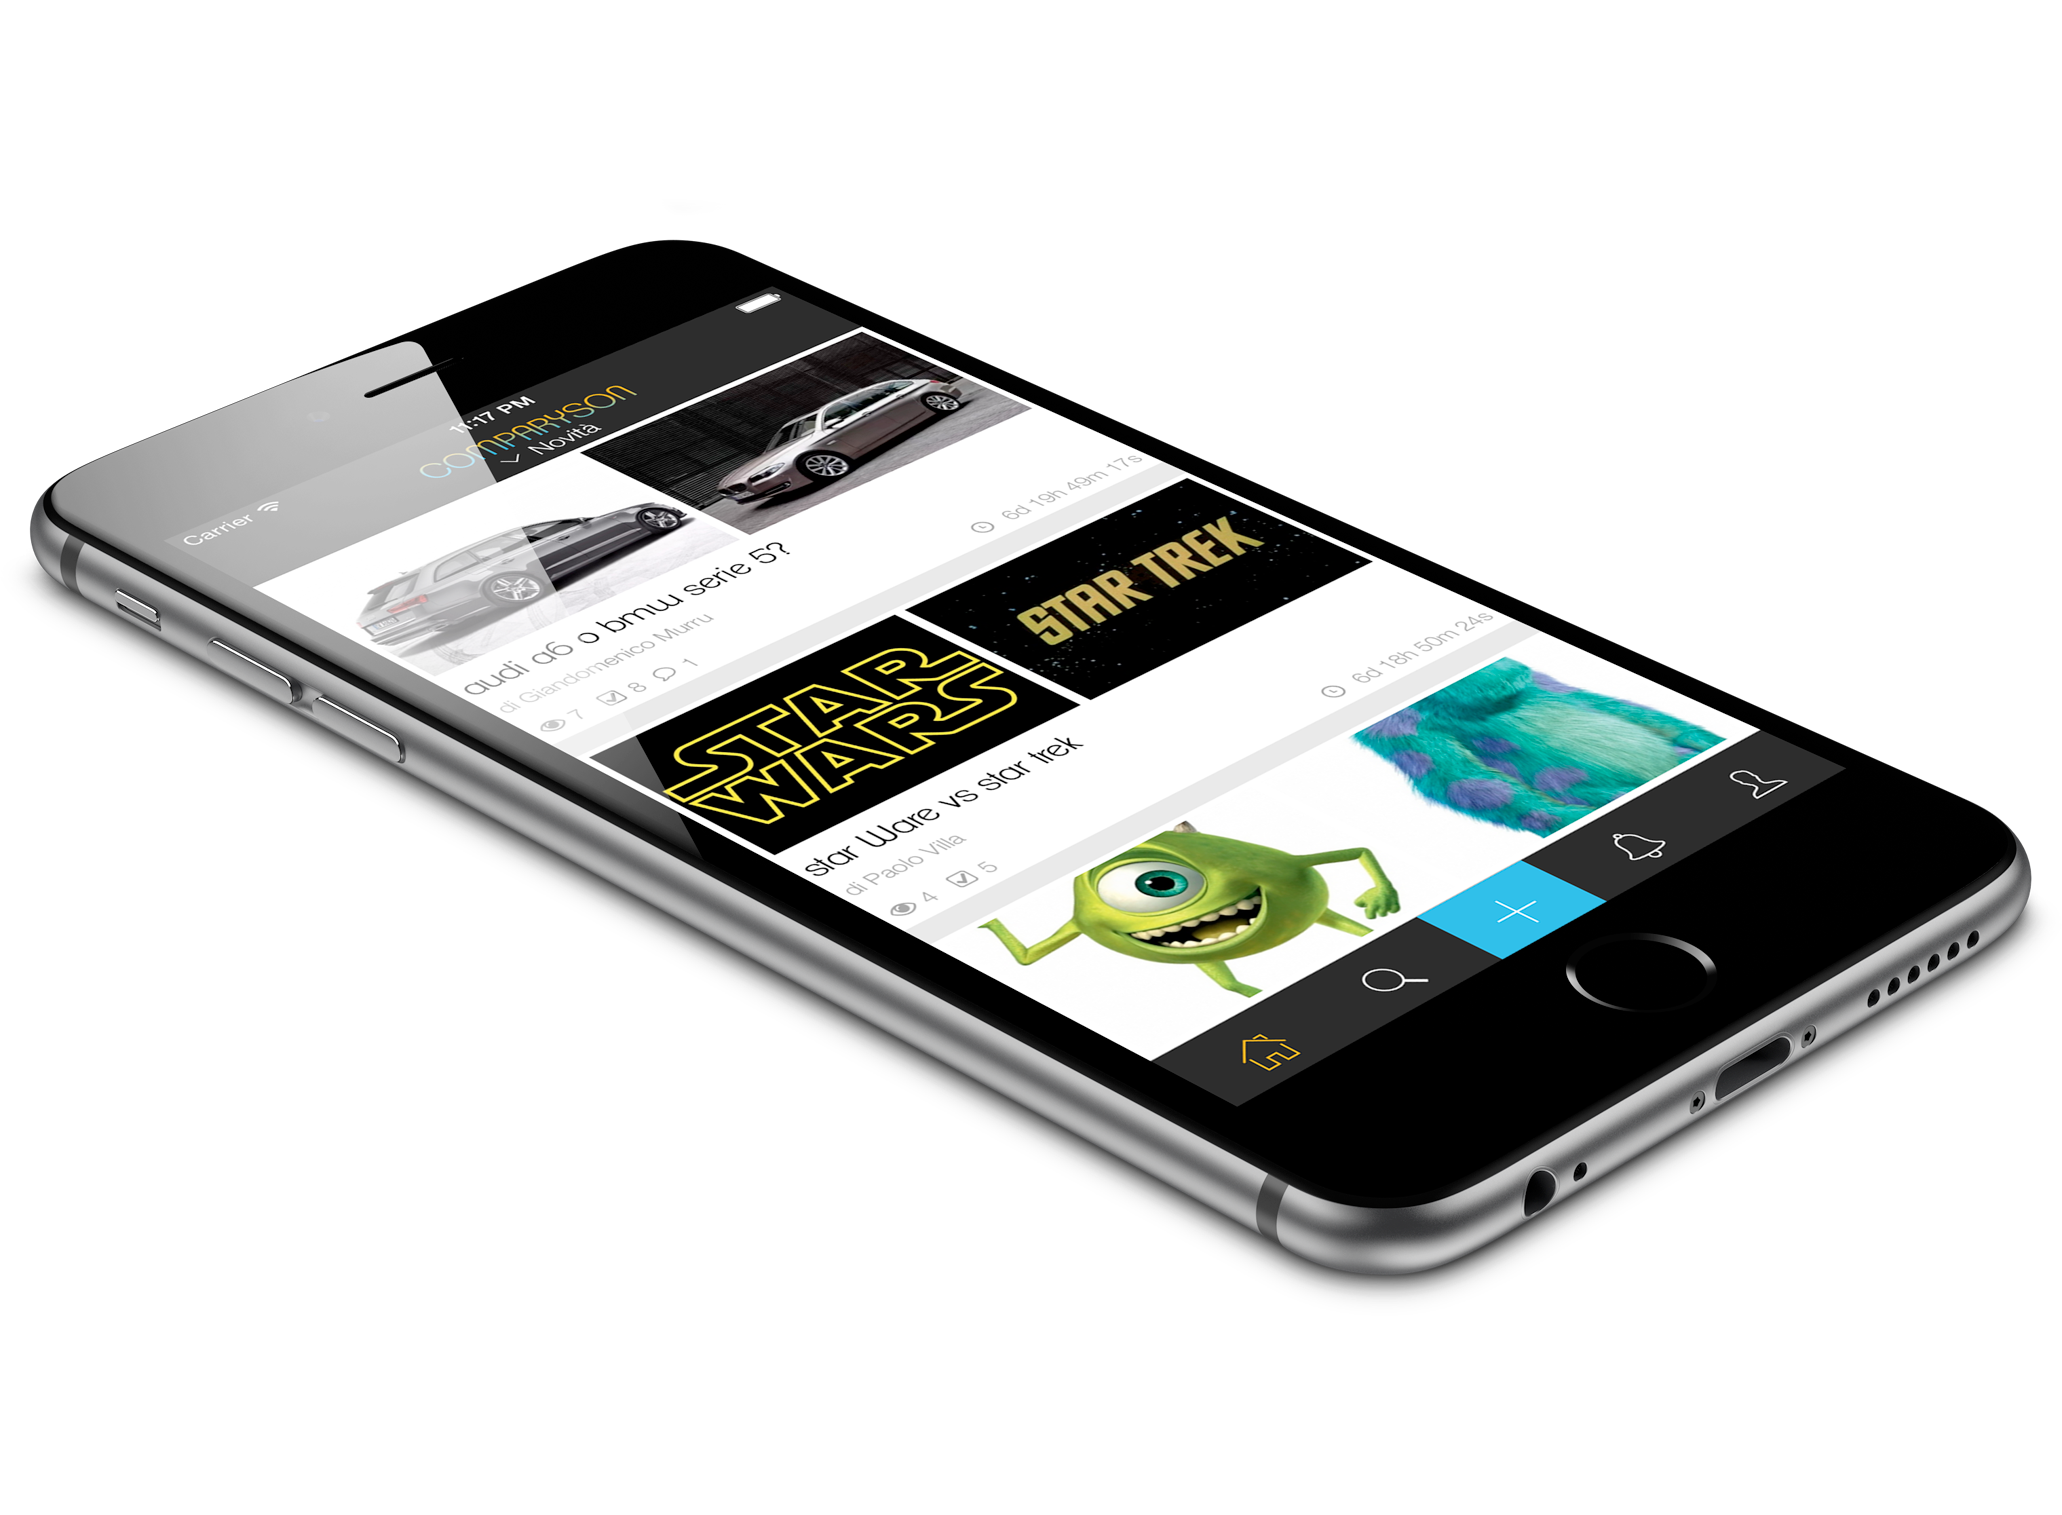 Carrier
11:17 PM
COMPARYSON
Novità
audi a6 o bmw serie 5?
di Giandomenico Murru
7 8 1
6d 19h 49m 17s
STAR WARS
STAR TREK
star Ware vs star trek
di Paolo Villa
4 5
6d 18h 50m 24s